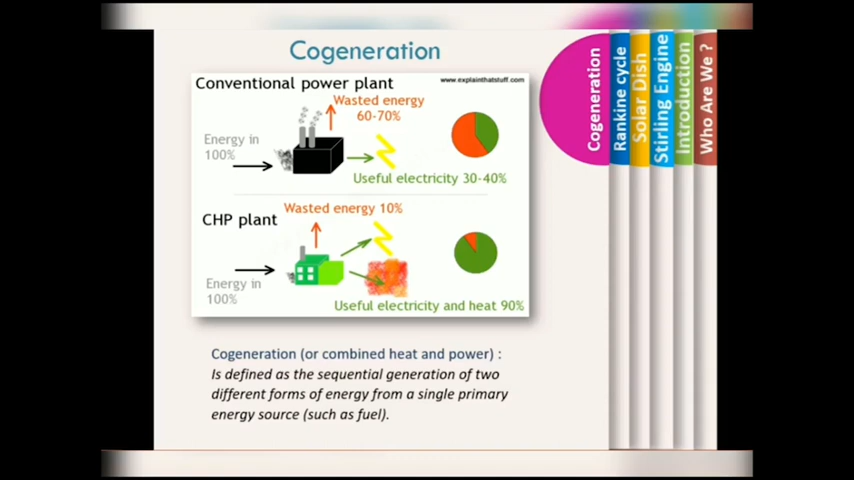 Cogeneration
Conventional power plant
www.explainthatstuff.com
Wasted energy
60-70%
Energy in
100%
Useful electricity 30-40%
Wasted energy 10%
CHP plant
Energy in
100%
Useful electricity and heat 90%
Cogeneration (or combined heat and power) :
Is defined as the sequential generation of two
different forms of energy from a single primary
energy source (such as fuel).
Cogeneration
Rankine cycle
Solar Dish
Stirling Engine
Introduction
Who Are We ?